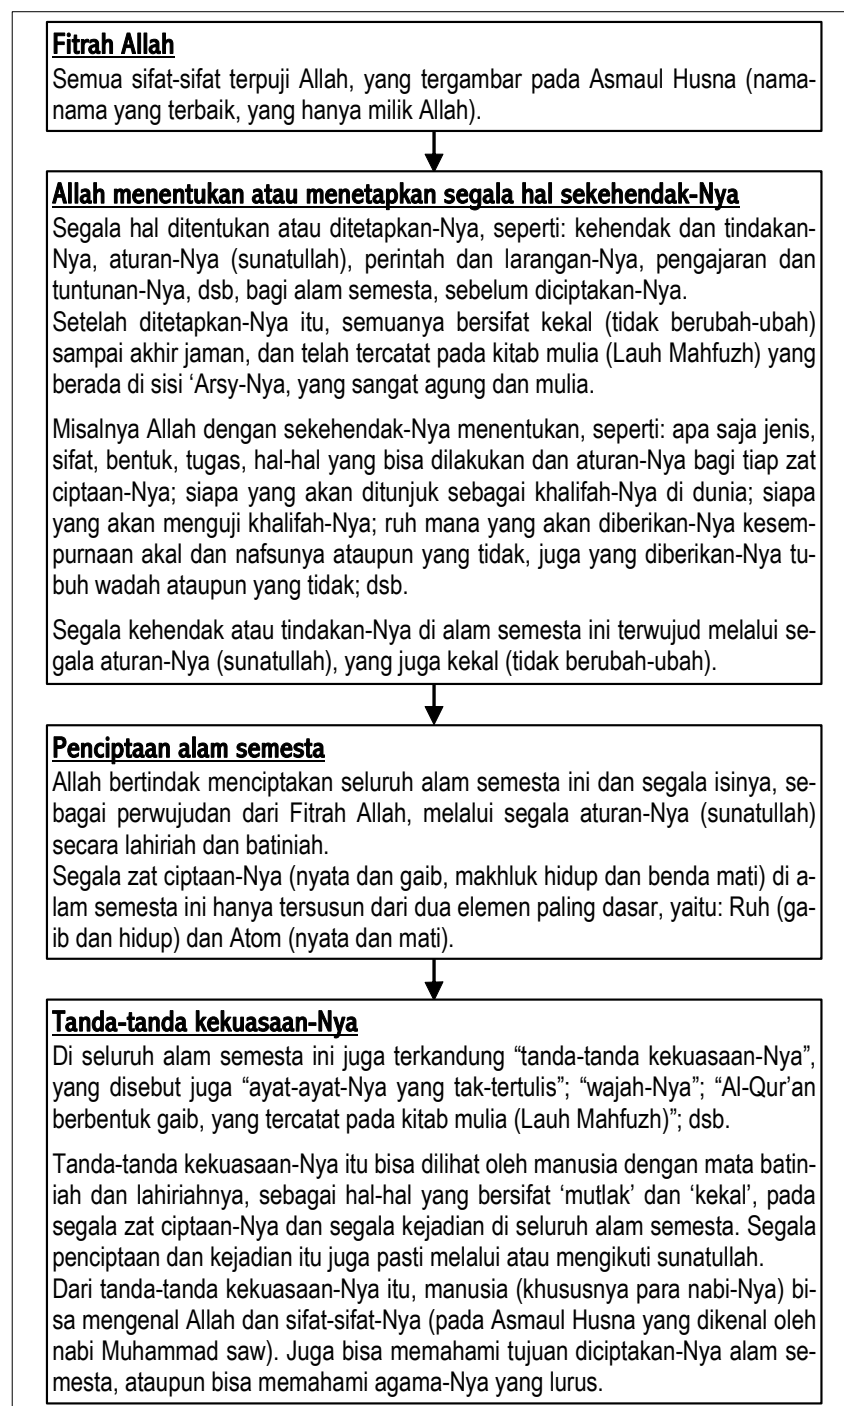 Fitrah Allah
Semua sifat-sifat terpuji Allah, yang tergambar pada Asmaul Husna (nama-
nama yang terbaik, yang hanya milik Allah).
Allah menentukan atau menetapkan segala hal sekehendak-Nya
Segala hal ditentukan atau ditetapkan-Nya, seperti: kehendak dan tindakan-
Nya, aturan-Nya (sunatullah), perintah dan larangan-Nya, pengajaran dan
tuntunan-Nya, dsb, bagi alam semesta, sebelum diciptakan-Nya.
Setelah ditetapkan-Nya itu, semuanya bersifat kekal (tidak berubah-ubah)
sampai akhir jaman, dan telah tercatat pada kitab mulia (Lauh Mahfuzh) yang
berada di sisi ‘Arsy-Nya, yang sangat agung dan mulia.
Misalnya Allah dengan sekehendak-Nya menentukan, seperti: apa saja jenis,
sifat, bentuk, tugas, hal-hal yang bisa dilakukan dan aturan-Nya bagi tiap zat
ciptaan-Nya; siapa yang akan ditunjuk sebagai khalifah-Nya di dunia; siapa
yang akan menguji khalifah-Nya; ruh mana yang akan diberikan-Nya kesem-
purnaan akal dan nafsunya ataupun yang tidak, juga yang diberikan-Nya tu-
buh wadah ataupun yang tidak; dsb.
Segala kehendak atau tindakan-Nya di alam semesta ini terwujud melalui se-
gala aturan-Nya (sunatullah), yang juga kekal (tidak berubah-ubah).
Penciptaan alam semesta
Allah bertindak menciptakan seluruh alam semesta ini dan segala isinya, se-
bagai perwujudan dari Fitrah Allah, melalui segala aturan-Nya (sunatullah)
secara lahiriah dan batiniah.
Segala zat ciptaan-Nya (nyata dan gaib, makhluk hidup dan benda mati) di a-
lam semesta ini hanya tersusun dari dua elemen paling dasar, yaitu: Ruh (ga-
ib dan hidup) dan Atom (nyata dan mati).
Tanda-tanda kekuasaan-Nya
Di seluruh alam semesta ini juga terkandung “tanda-tanda kekuasaan-Nya”,
yang disebut juga “ayat-ayat-Nya yang tak-tertulis”; “wajah-Nya”; “Al-Qur’an
berbentuk gaib, yang tercatat pada kitab mulia (Lauh Mahfuzh)”; dsb.
Tanda-tanda kekuasaan-Nya itu bisa dilihat oleh manusia dengan mata batin-
iah dan lahiriahnya, sebagai hal-hal yang bersifat ‘mutlak’ dan ‘kekal’, pada
segala zat ciptaan-Nya dan segala kejadian di seluruh alam semesta. Segala
penciptaan dan kejadian itu juga pasti melalui atau mengikuti sunatullah.
Dari tanda-tanda kekuasaan-Nya itu, manusia (khususnya para nabi-Nya) bi-
sa mengenal Allah dan sifat-sifat-Nya (pada Asmaul Husna yang dikenal oleh
nabi Muhammad saw). Juga bisa memahami tujuan diciptakan-Nya alam se-
mesta, ataupun bisa memahami agama-Nya yang lurus.